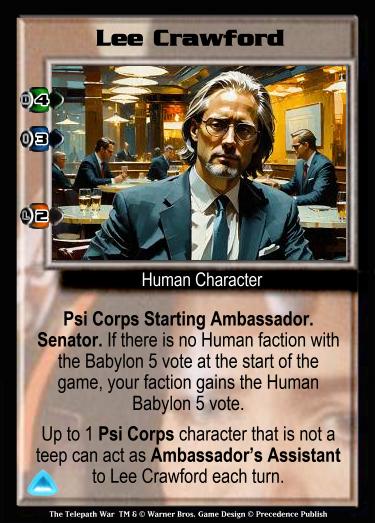 Lee Crawford
D4
I3
L2
Human Character
Psi Corps Starting Ambassador.
Senator. If there is no Human faction with
the Babylon 5 vote at the start of the
game, your faction gains the Human
Babylon 5 vote.
Up to 1 Psi Corps character that is not a
teep can act as Ambassador's Assistant
to Lee Crawford each turn.
The Telepath War TM & © Warner Bros. Game Design © Precedence Publish